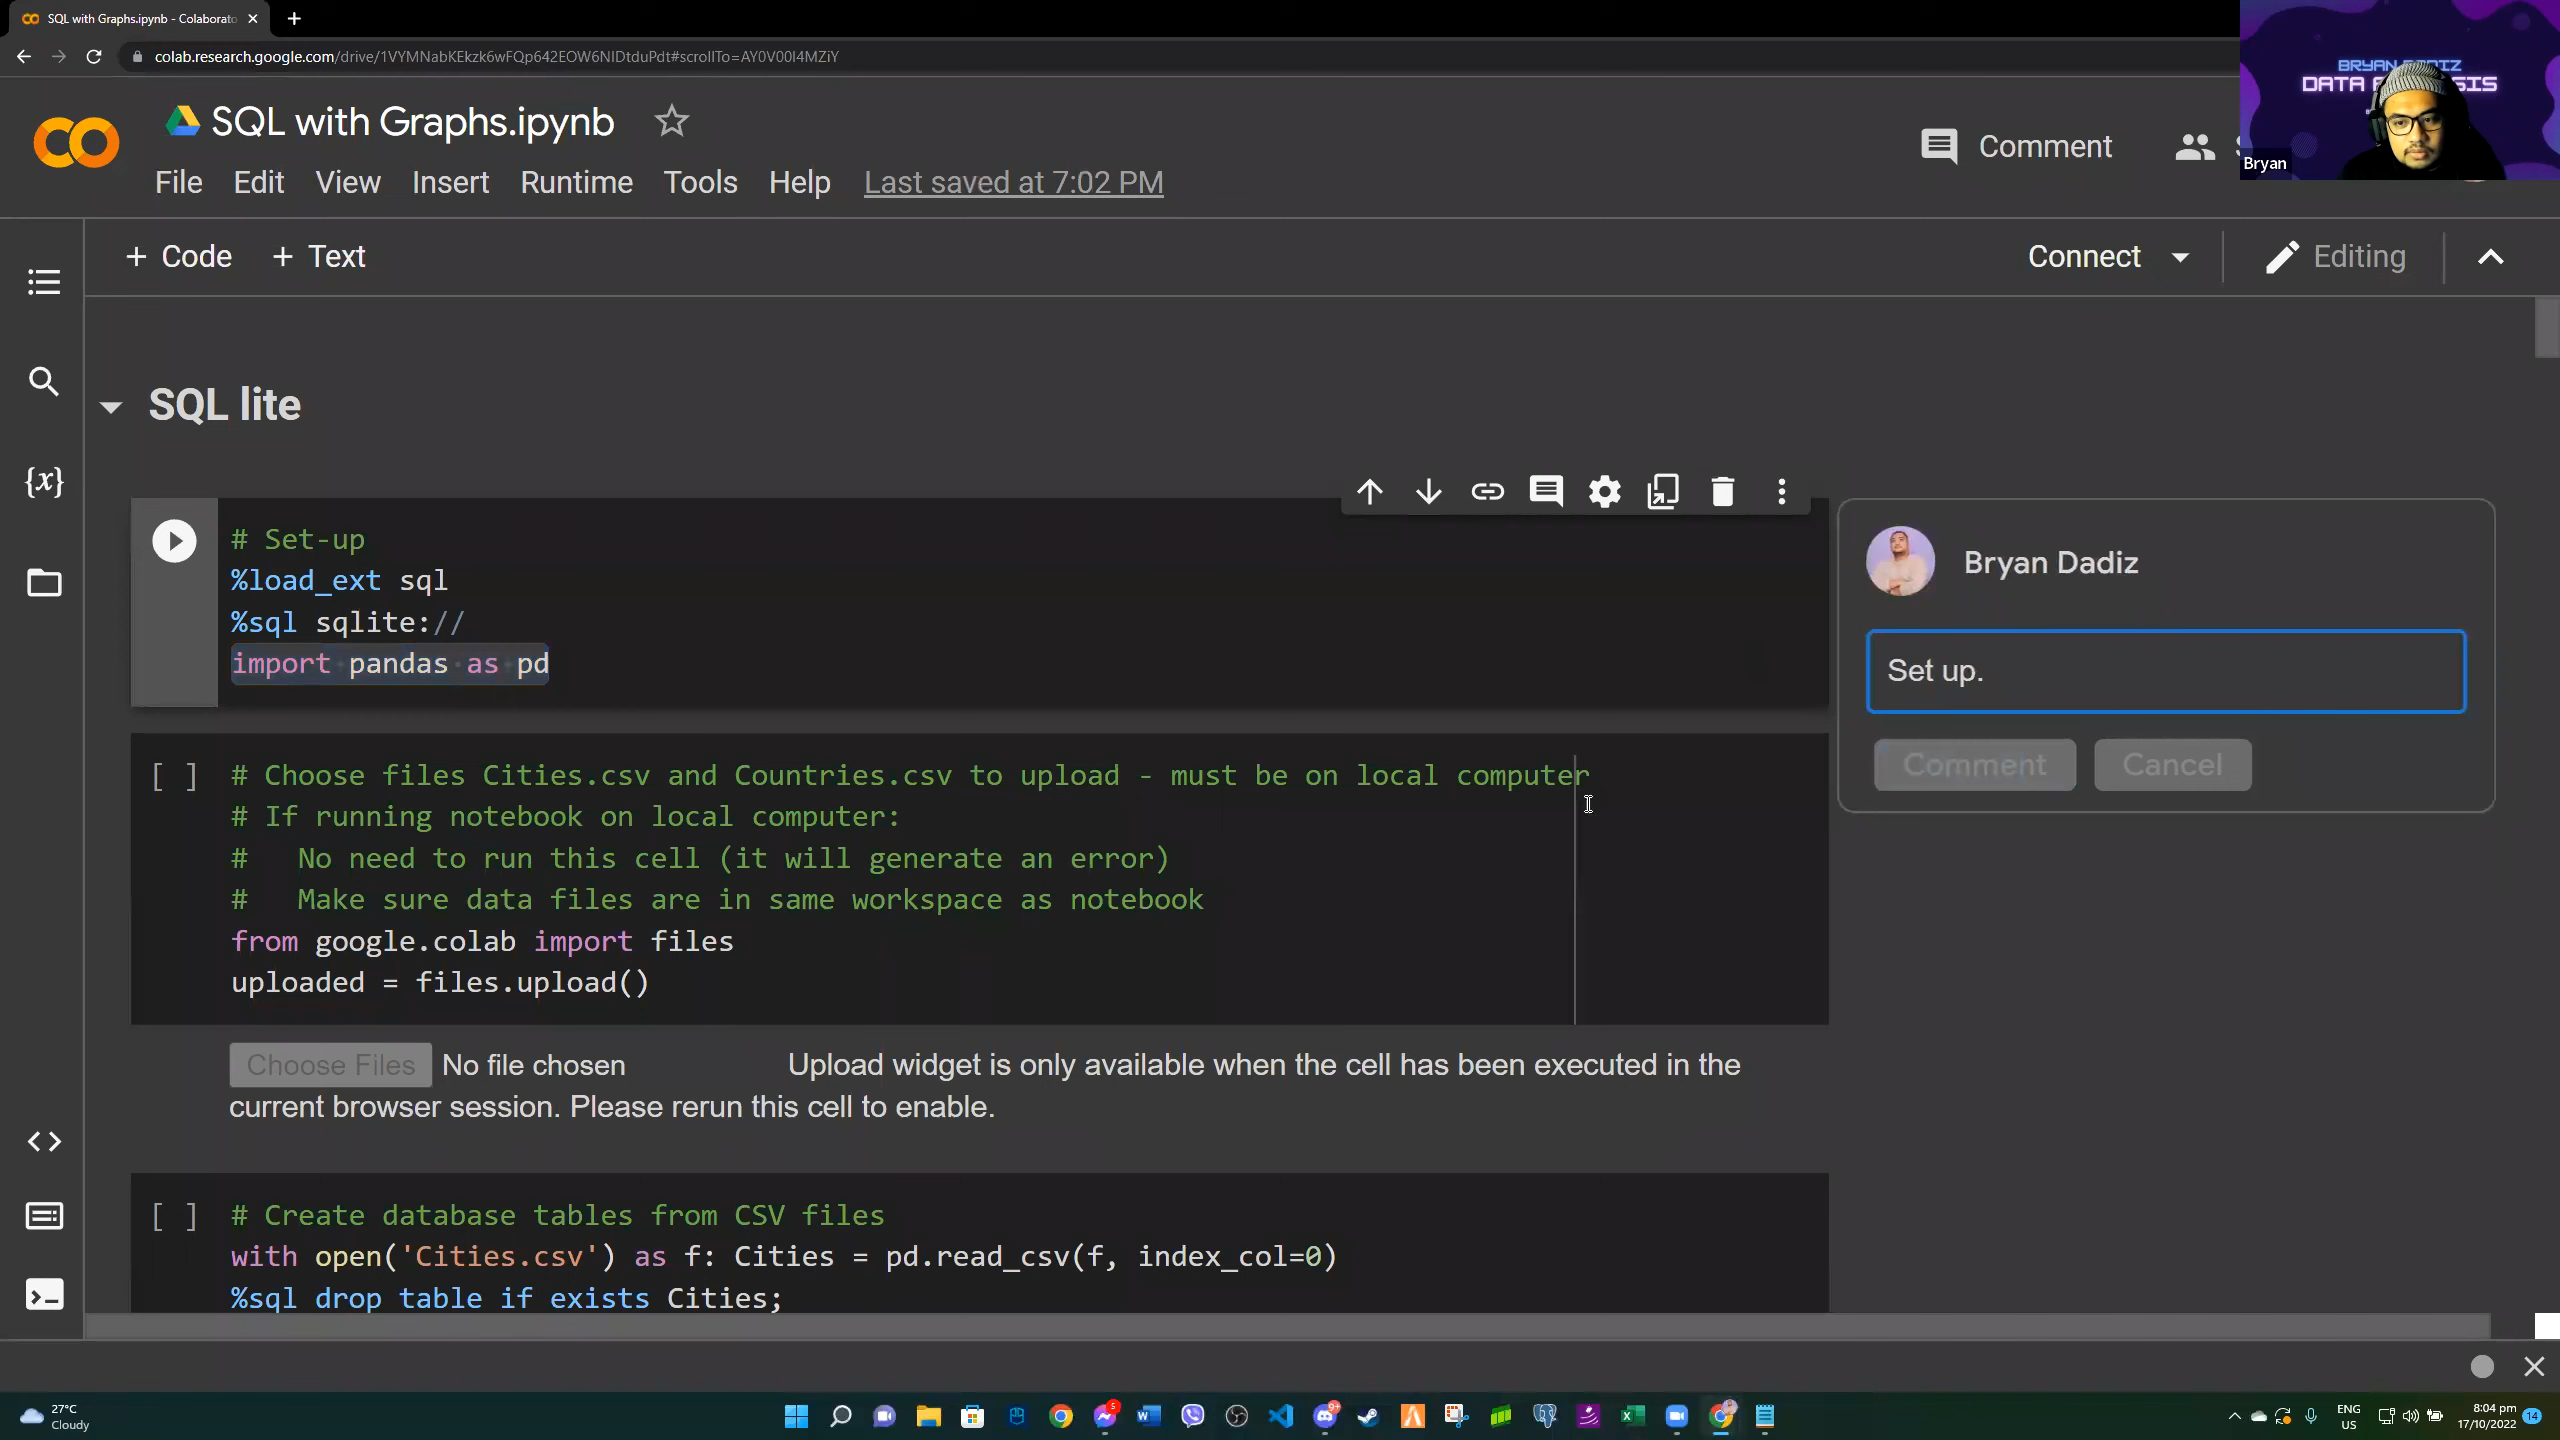 SQL with Graphs.ipynb - Colaborato
colab.research.google.com/drive/1VYMNabKEkzk6wFQp642EOW6NIDtduPdt#scrollTo=AY0V00I4MZiY
SQL with Graphs.ipynb
File Edit View Insert Runtime Tools Help Last saved at 7:02 PM
Comment
Bryan
+ Code + Text
Connect
Editing
SQL lite
# Set-up
%load_ext sql
%sql sqlite://
import pandas as pd
Bryan Dadiz
Set up.
Comment Cancel
[ ] # Choose files Cities.csv and Countries.csv to upload - must be on local computer
# If running notebook on local computer:
#   No need to run this cell (it will generate an error)
#   Make sure data files are in same workspace as notebook
from google.colab import files
uploaded = files.upload()
Choose Files No file chosen Upload widget is only available when the cell has been executed in the
current browser session. Please rerun this cell to enable.
[ ] # Create database tables from CSV files
with open('Cities.csv') as f: Cities = pd.read_csv(f, index_col=0)
%sql drop table if exists Cities;
27°C
Cloudy
ENG
US
8:04 pm
17/10/2022
14